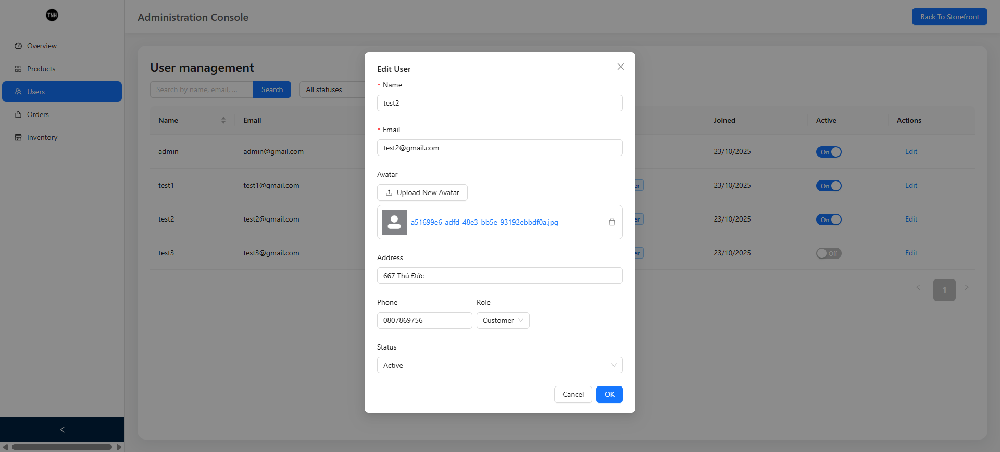 TNH
Administration Console
Back To Storefront
Overview
Products
Users
Orders
Inventory
User management
Search by name, email, ...
Search
All statuses
Name Email Joined Active Actions
admin admin@gmail.com 23/10/2025 On Edit
test1 test1@gmail.com er 23/10/2025 On Edit
test2 test2@gmail.com er 23/10/2025 On Edit
test3 test3@gmail.com er 23/10/2025 Off Edit
1
Edit User
* Name
test2
* Email
test2@gmail.com
Avatar
Upload New Avatar
a51699e6-adfd-48e3-bb5e-93192ebbdf0a.jpg
Address
667 Thủ Đức
Phone Role
0807869756 Customer
Status
Active
Cancel OK